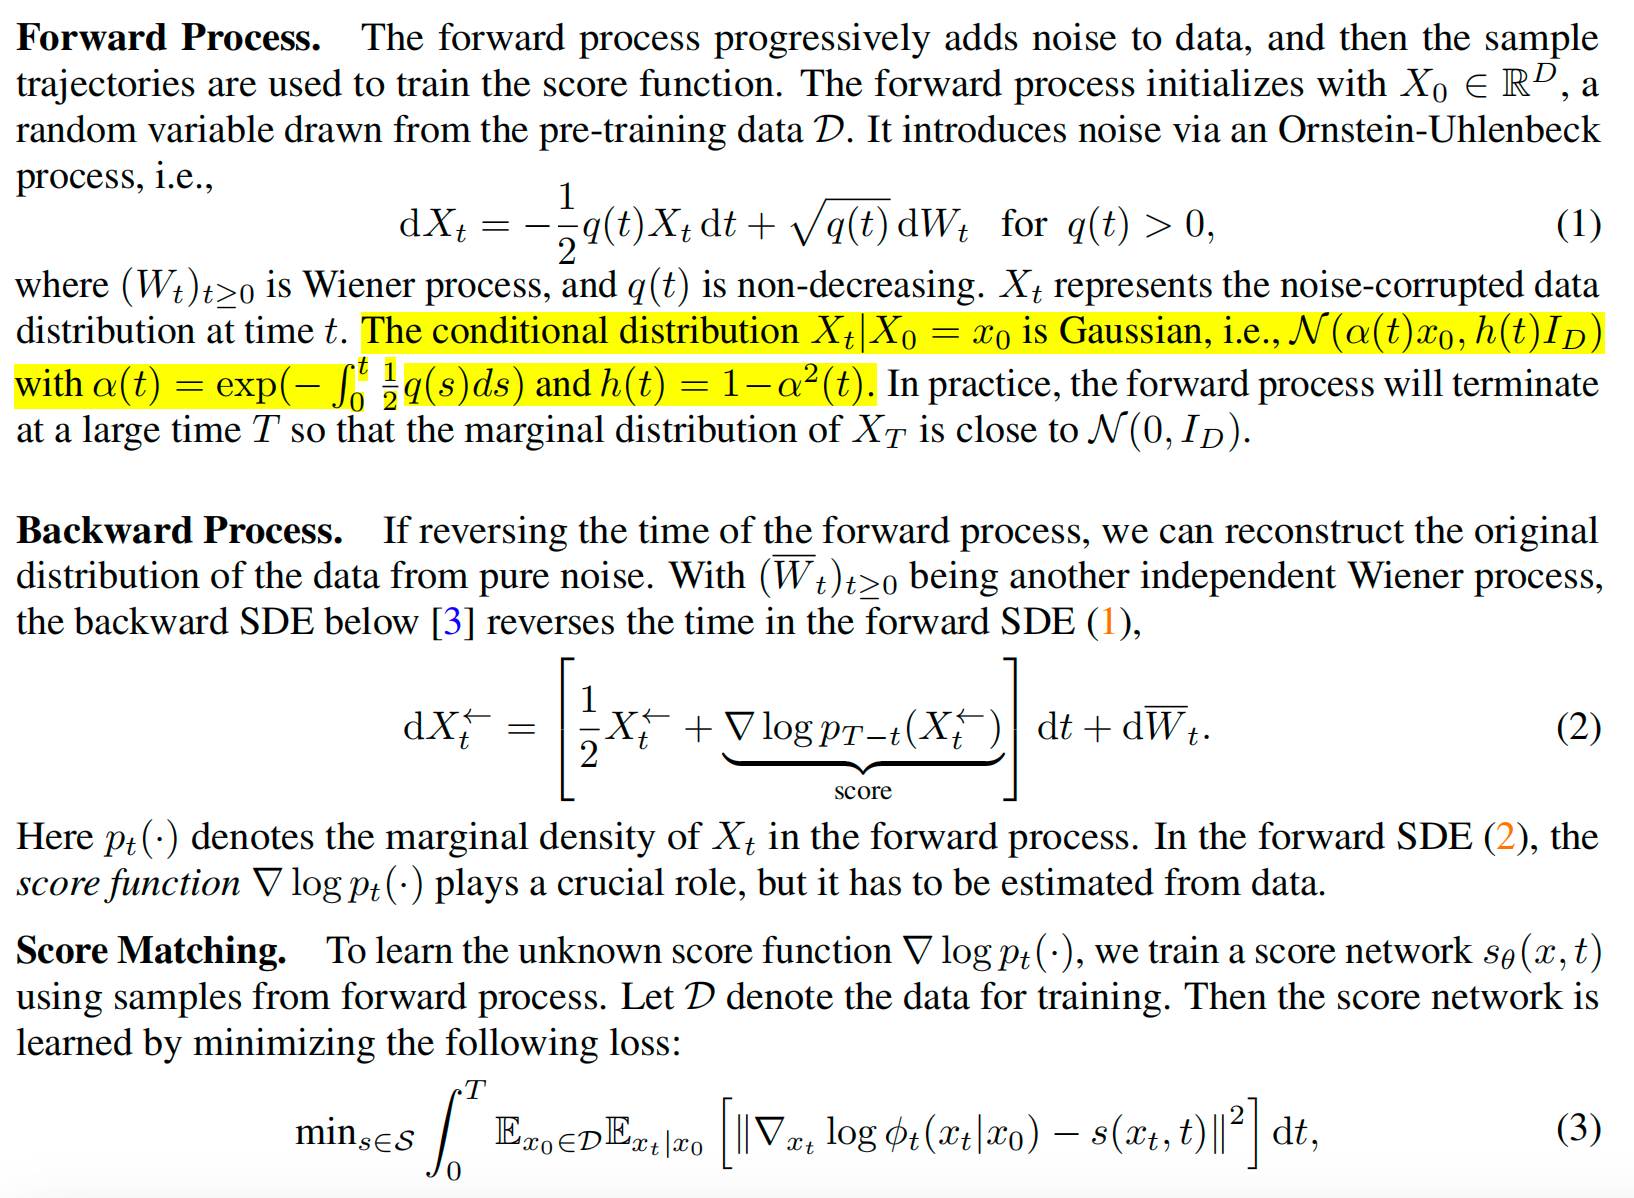 Forward Process. The forward process progressively adds noise to data, and then the sample
trajectories are used to train the score function. The forward process initializes with $X_0 \in \mathbb{R}^D$, a
random variable drawn from the pre-training data $\mathcal{D}$. It introduces noise via an Ornstein-Uhlenbeck
process, i.e.,
$$\mathrm{d}X_t = -\frac{1}{2}q(t)X_t\,\mathrm{d}t + \sqrt{q(t)}\,\mathrm{d}W_t \quad \text{for } q(t) > 0, \quad (1)$$
where $(W_t)_{t\geq 0}$ is Wiener process, and $q(t)$ is non-decreasing. $X_t$ represents the noise-corrupted data
distribution at time $t$. The conditional distribution $X_t|X_0 = x_0$ is Gaussian, i.e., $\mathcal{N}(\alpha(t)x_0, h(t)I_D)$
with $\alpha(t) = \exp(-\int_0^t \frac{1}{2}q(s)ds)$ and $h(t) = 1-\alpha^2(t)$. In practice, the forward process will terminate
at a large time $T$ so that the marginal distribution of $X_T$ is close to $\mathcal{N}(0, I_D)$.
Backward Process. If reversing the time of the forward process, we can reconstruct the original
distribution of the data from pure noise. With $(\overline{W}_t)_{t\geq 0}$ being another independent Wiener process,
the backward SDE below [3] reverses the time in the forward SDE (1),
$$\mathrm{d}X_t^{\leftarrow} = \left[\frac{1}{2}X_t^{\leftarrow} + \underbrace{\nabla \log p_{T-t}(X_t^{\leftarrow})}_{\text{score}}\right]\mathrm{d}t + \mathrm{d}\overline{W}_t. \quad (2)$$
Here $p_t(\cdot)$ denotes the marginal density of $X_t$ in the forward process. In the forward SDE (2), the
score function $\nabla \log p_t(\cdot)$ plays a crucial role, but it has to be estimated from data.
Score Matching. To learn the unknown score function $\nabla \log p_t(\cdot)$, we train a score network $s_\theta(x, t)$
using samples from forward process. Let $\mathcal{D}$ denote the data for training. Then the score network is
learned by minimizing the following loss:
$$\min_{s\in\mathcal{S}} \int_0^T \mathbb{E}_{x_0\in\mathcal{D}}\mathbb{E}_{x_t|x_0}\left[\|\nabla_{x_t} \log \phi_t(x_t|x_0) - s(x_t, t)\|^2\right]\mathrm{d}t, \quad (3)$$